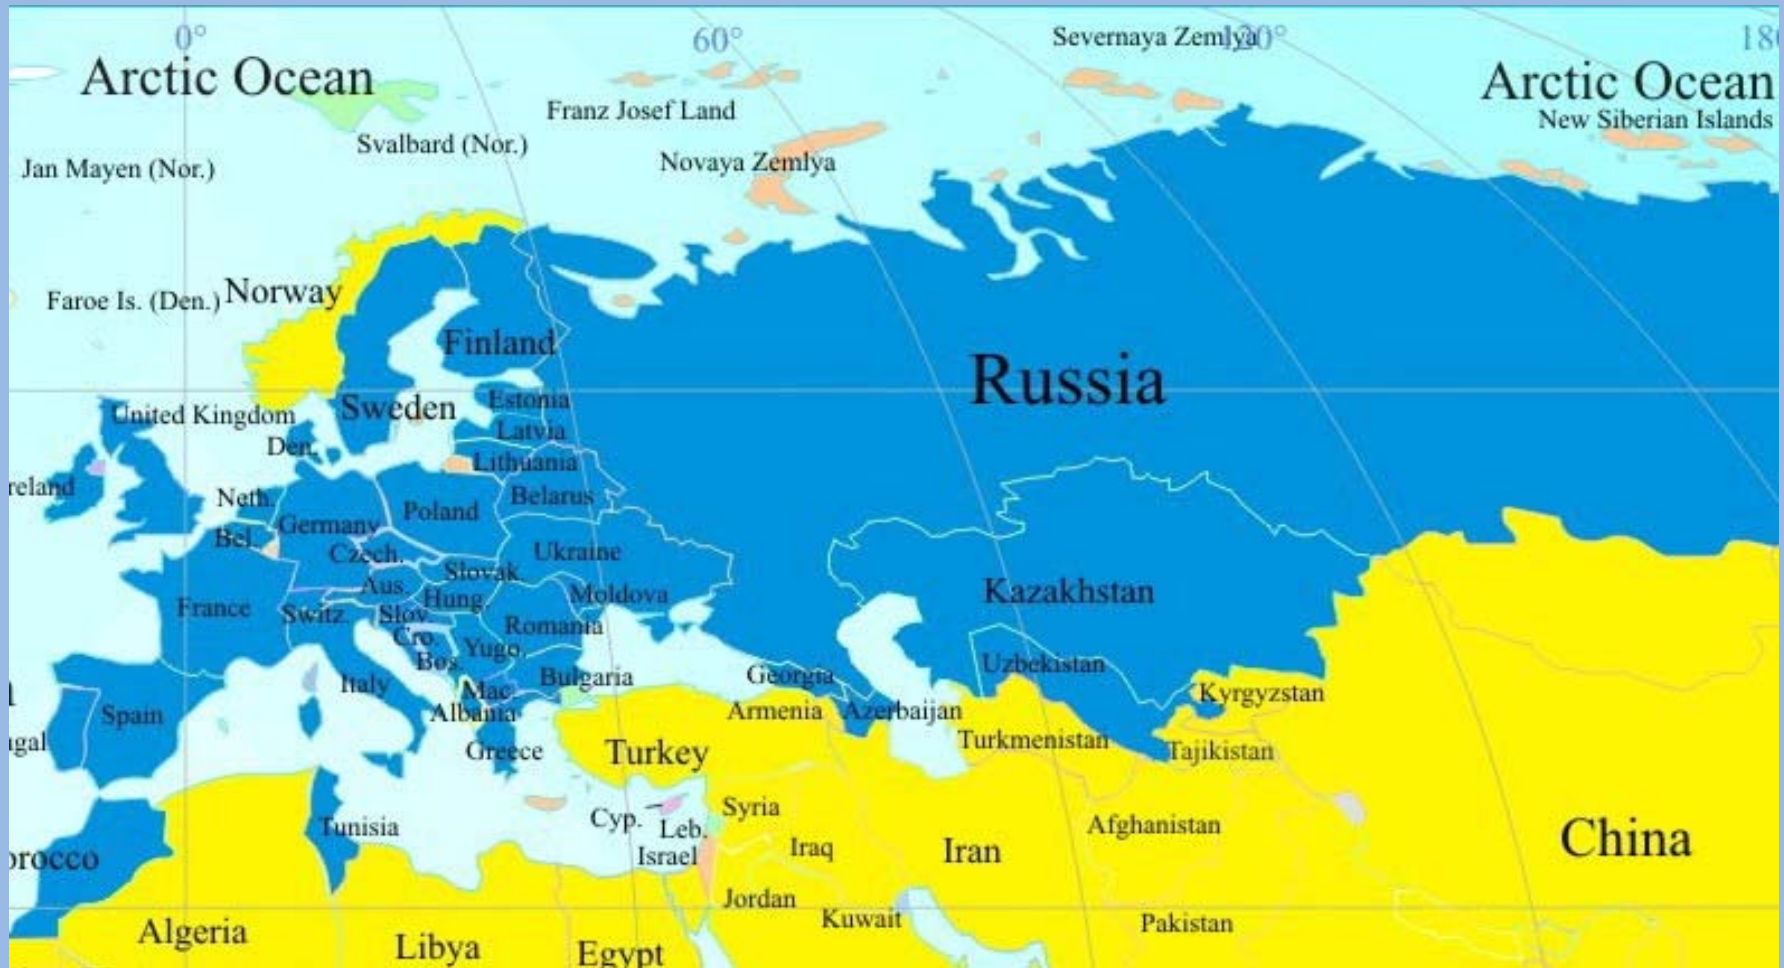 0°
60°
120°
180
Severnaya Zemlya
Arctic Ocean
Arctic Ocean
Franz Josef Land
New Siberian Islands
Svalbard (Nor.)
Jan Mayen (Nor.)
Novaya Zemlya
Faroe Is. (Den.)
Norway
Finland
Russia
Sweden
Estonia
United Kingdom
Latvia
Den.
Lithuania
reland
Neth.
Poland
Belarus
Germany
Bel.
Czech.
Ukraine
Slovak.
Aus.
Hung.
Moldova
Kazakhstan
France
Switz.
Slov.
Romania
Cro.
Yugo.
Bos.
Uzbekistan
Italy
Bulgaria
Georgia
Mac.
Kyrgyzstan
Spain
Albania
Armenia
Azerbaijan
gal
Greece
Turkey
Turkmenistan
Tajikistan
Syria
Cyp.
Leb.
Tunisia
Afghanistan
China
Israel
Iraq
Iran
orocco
Jordan
Kuwait
Pakistan
Algeria
Libya
Egypt